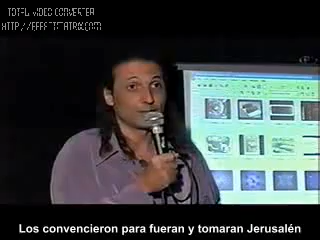 TOTAL VIDEO CONVERTER
HTTP://EFFECTMATRIX.COM
Los convencieron para fueran y tomaran Jerusalén